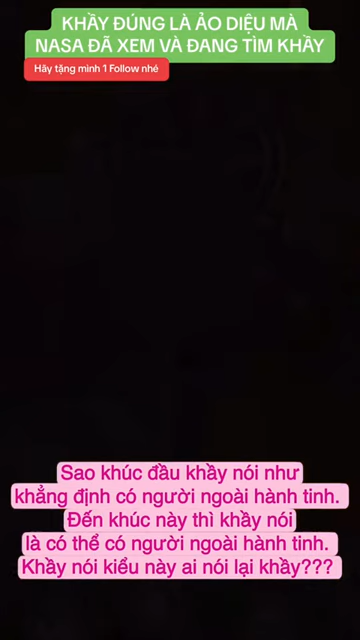 KHẦY ĐÚNG LÀ ẢO DIỆU MÀ
NASA ĐÃ XEM VÀ ĐANG TÌM KHẦY
Hãy tặng mình 1 Follow nhé
Sao khúc đầu khầy nói như
khẳng định có người ngoài hành tinh.
Đến khúc này thì khầy nói
là có thể có người ngoài hành tinh.
Khầy nói kiểu này ai nói lại khầy???